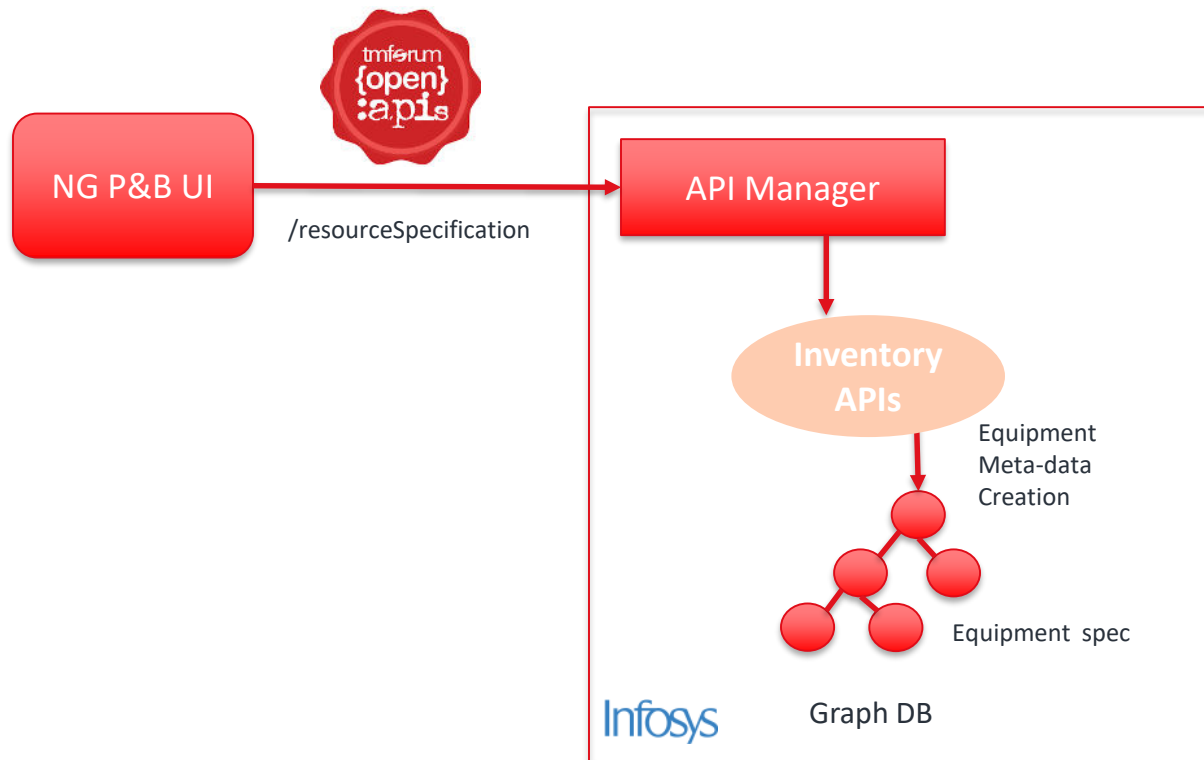 tmforum
{open}
:apis
NG P&B UI
API Manager
/resourceSpecification
Inventory
APIs
Equipment
Meta-data
Creation
Equipment spec
Graph DB
Infosys